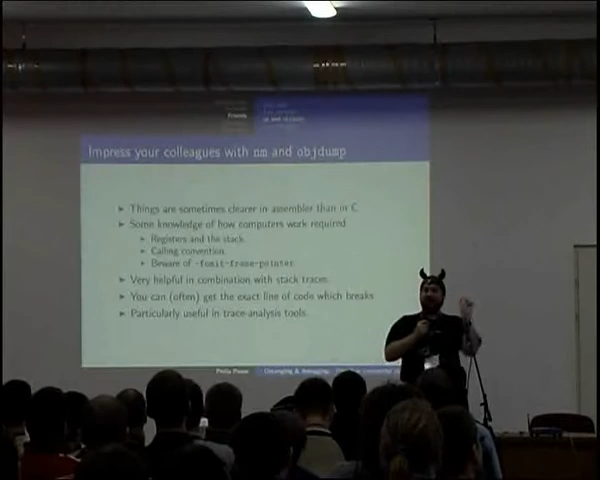 Friends
Impress your colleagues with nm and objdump
Things are sometimes clearer in assembler than in C
Some knowledge of how computers work required
Registers and the stack
Calling convention
Beware of -fomit-frame-pointer
Very helpful in combination with stack traces
You can (often) get the exact line of code which breaks
Particularly useful in trace-analysis tools